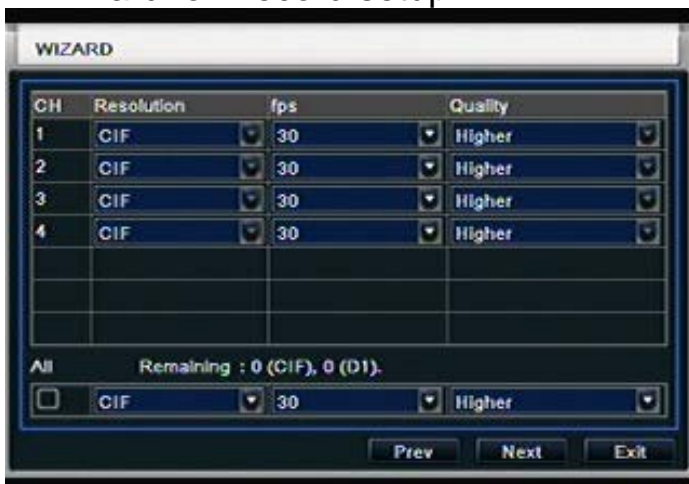 WIZARD
CH Resolution fps Quality
1 CIF 30 Higher
2 CIF 30 Higher
3 CIF 30 Higher
4 CIF 30 Higher
All Remaining : 0 (CIF), 0 (D1).
CIF 30 Higher
Prev Next Exit